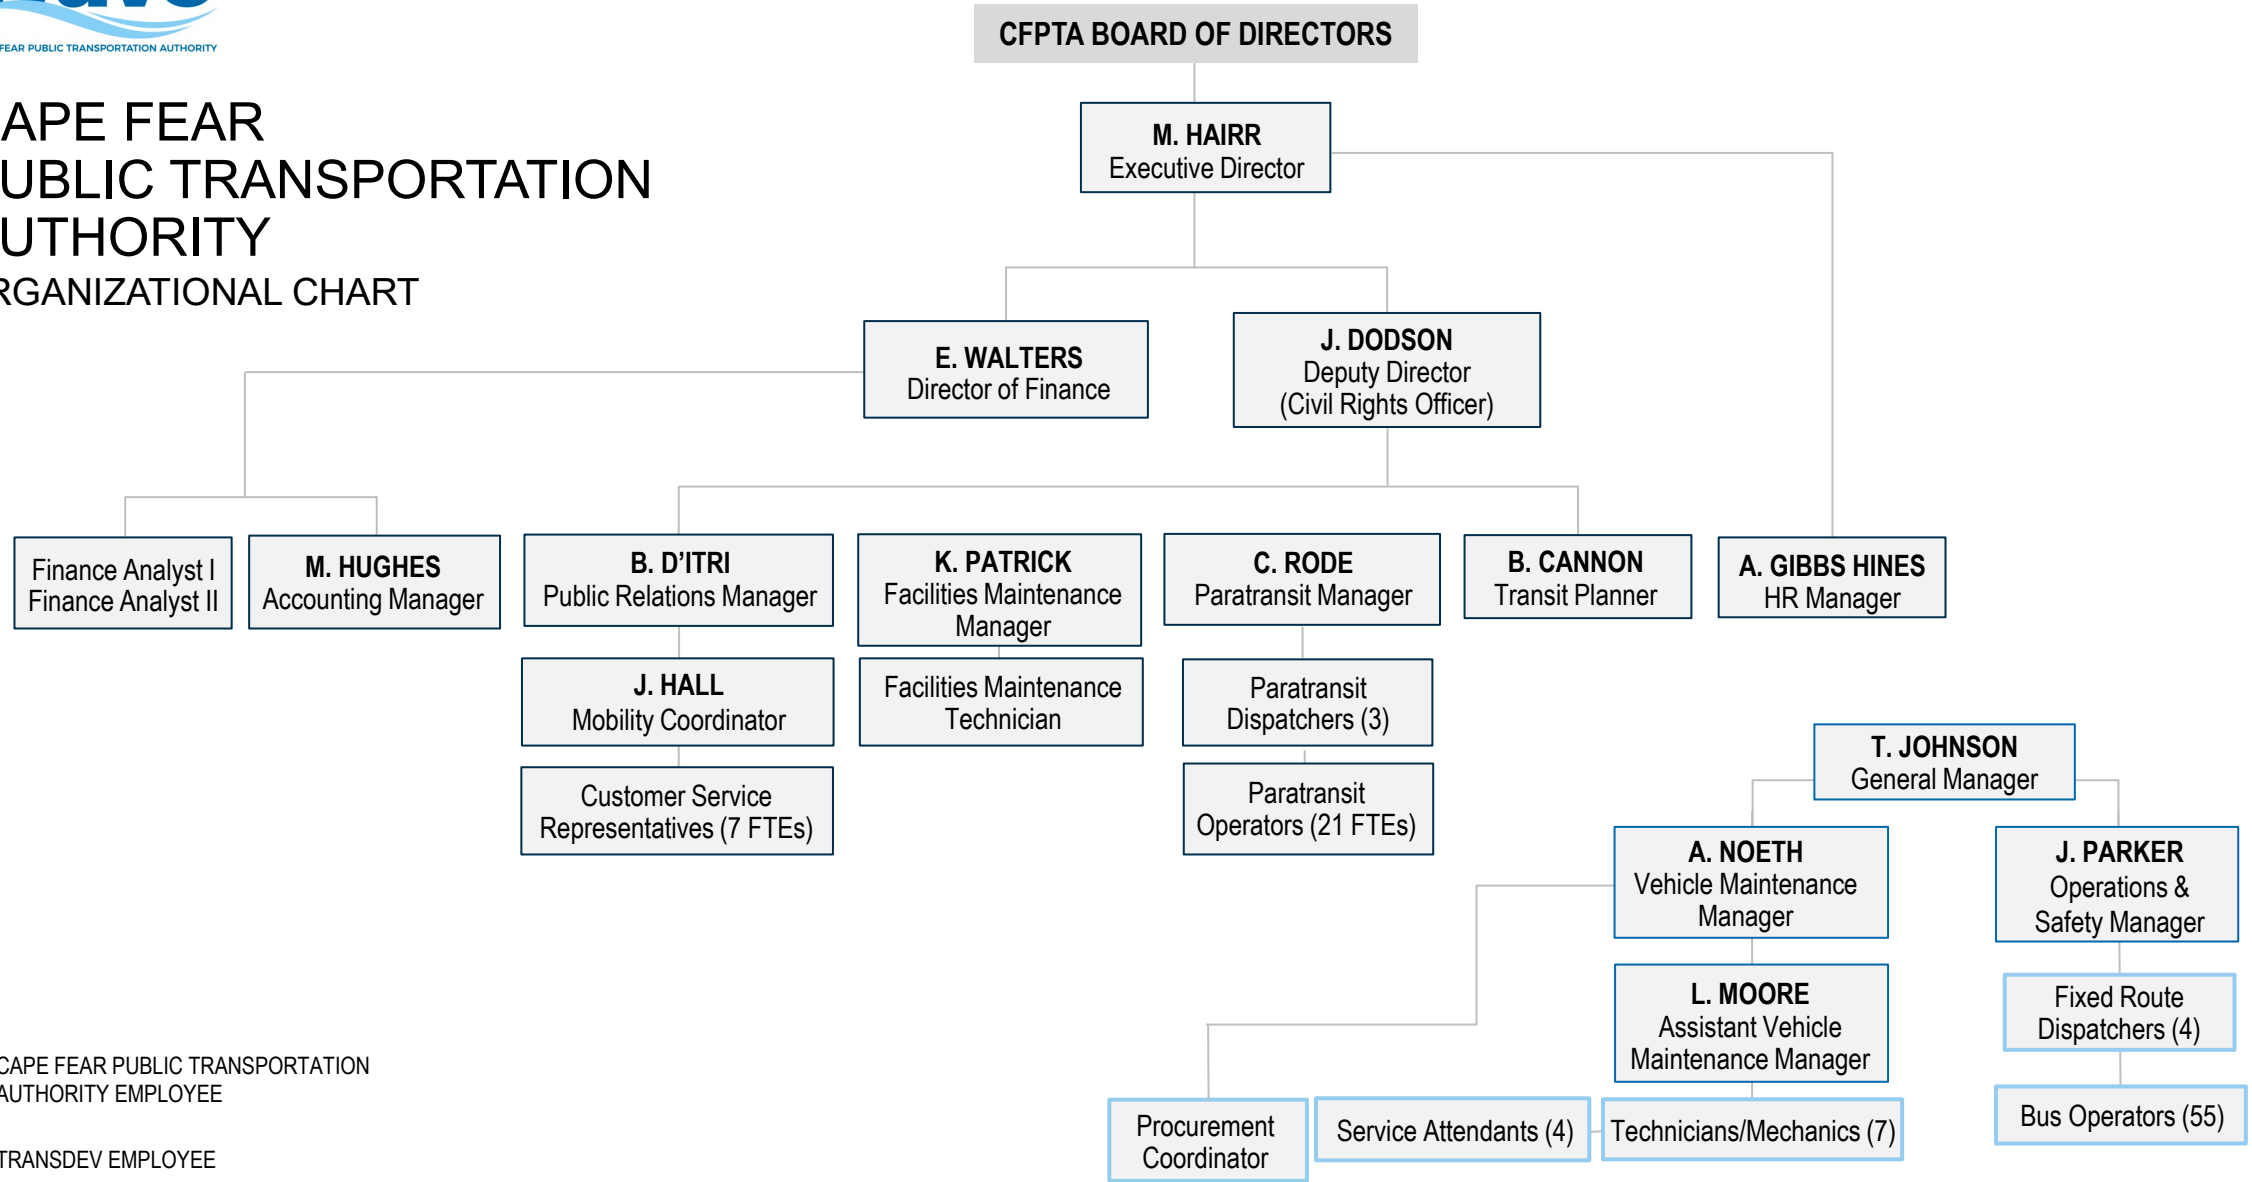 FEAR PUBLIC TRANSPORTATION AUTHORITY
APE FEAR
UBLIC TRANSPORTATION
UTHORITY
RGANIZATIONAL CHART
CFPTA BOARD OF DIRECTORS
M. HAIRR
Executive Director
E. WALTERS
Director of Finance
J. DODSON
Deputy Director
(Civil Rights Officer)
Finance Analyst I
Finance Analyst II
M. HUGHES
Accounting Manager
B. D’ITRI
Public Relations Manager
K. PATRICK
Facilities Maintenance
Manager
C. RODE
Paratransit Manager
B. CANNON
Transit Planner
A. GIBBS HINES
HR Manager
J. HALL
Mobility Coordinator
Facilities Maintenance
Technician
Paratransit
Dispatchers (3)
Customer Service
Representatives (7 FTEs)
Paratransit
Operators (21 FTEs)
T. JOHNSON
General Manager
A. NOETH
Vehicle Maintenance
Manager
J. PARKER
Operations &
Safety Manager
L. MOORE
Assistant Vehicle
Maintenance Manager
Fixed Route
Dispatchers (4)
Procurement
Coordinator
Service Attendants (4)
Technicians/Mechanics (7)
Bus Operators (55)
CAPE FEAR PUBLIC TRANSPORTATION
AUTHORITY EMPLOYEE
TRANSDEV EMPLOYEE